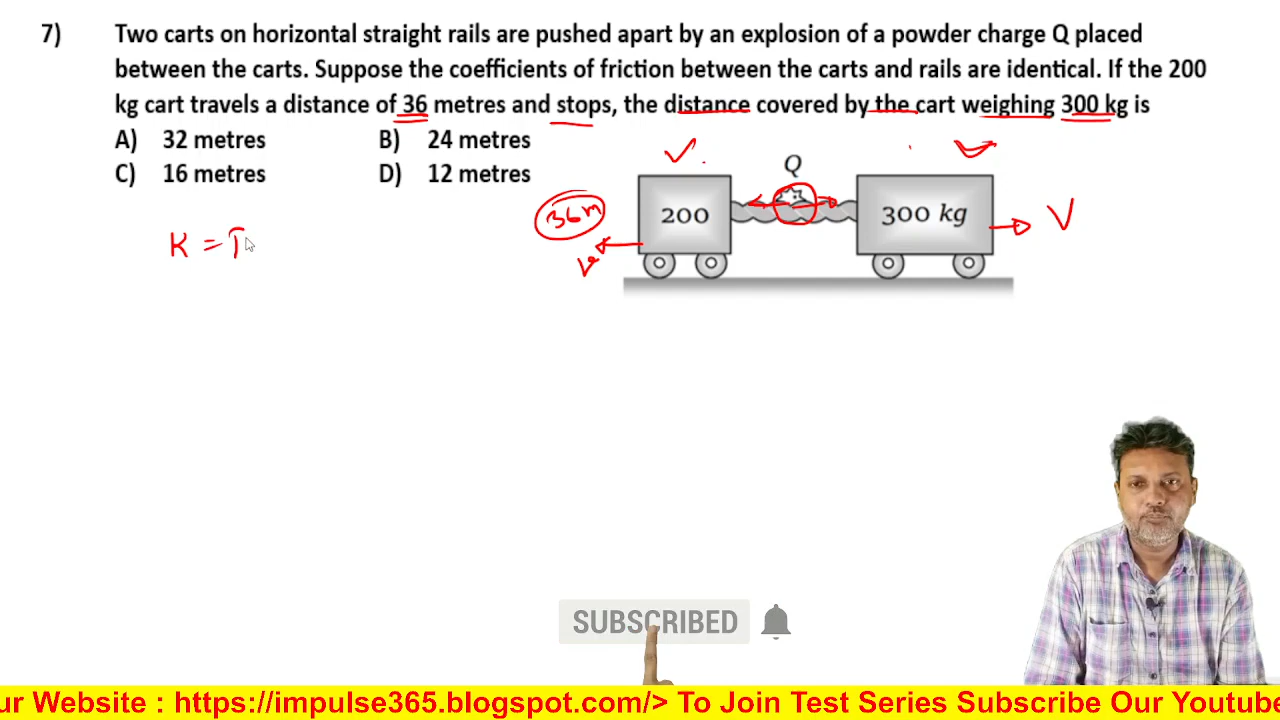 7) Two carts on horizontal straight rails are pushed apart by an explosion of a powder charge Q placed
between the carts. Suppose the coefficients of friction between the carts and rails are identical. If the 200
kg cart travels a distance of 36 metres and stops, the distance covered by the cart weighing 300 kg is
A) 32 metres B) 24 metres
C) 16 metres D) 12 metres
Q
36m
200
300 kg
V
V
K =
SUBSCRIBED
ur Website : https://impulse365.blogspot.com/> To Join Test Series Subscribe Our Youtube